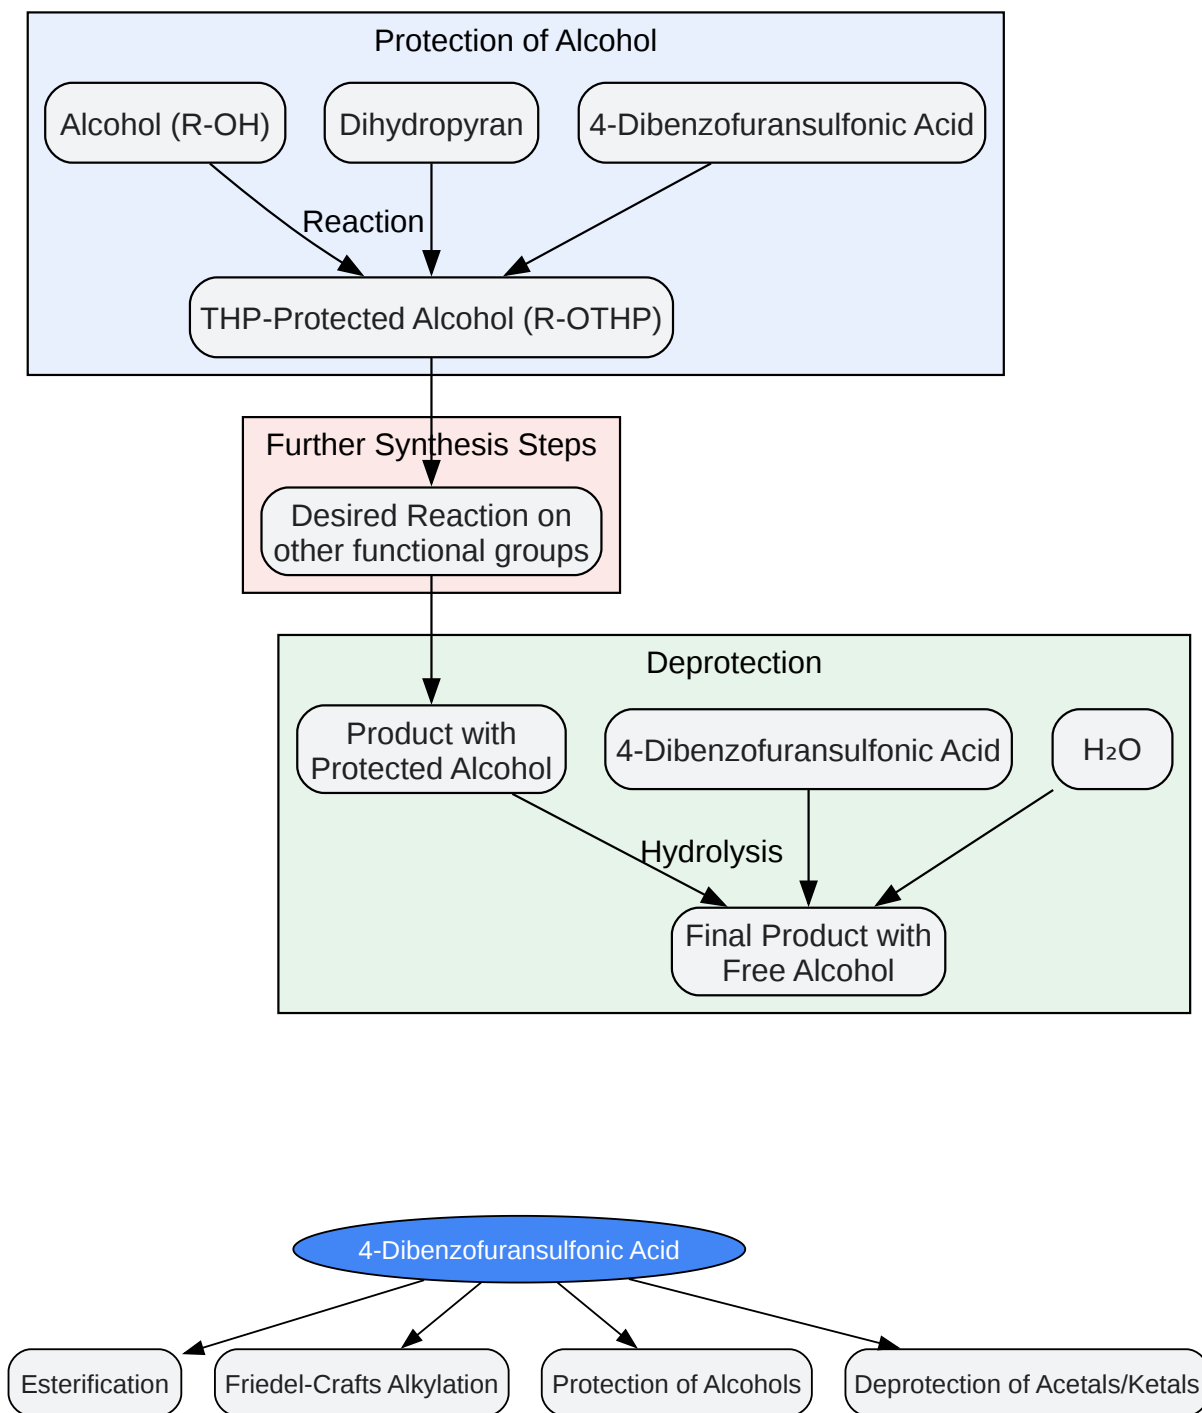 Protection of Alcohol
Alcohol (R-OH)
Dihydropyran
4-Dibenzofuransulfonic Acid
Reaction
THP-Protected Alcohol (R-OTHP)
Further Synthesis Steps
Desired Reaction on
other functional groups
Deprotection
Product with
Protected Alcohol
4-Dibenzofuransulfonic Acid
H₂O
Hydrolysis
Final Product with
Free Alcohol
4-Dibenzofuransulfonic Acid
Esterification
Friedel-Crafts Alkylation
Protection of Alcohols
Deprotection of Acetals/Ketals